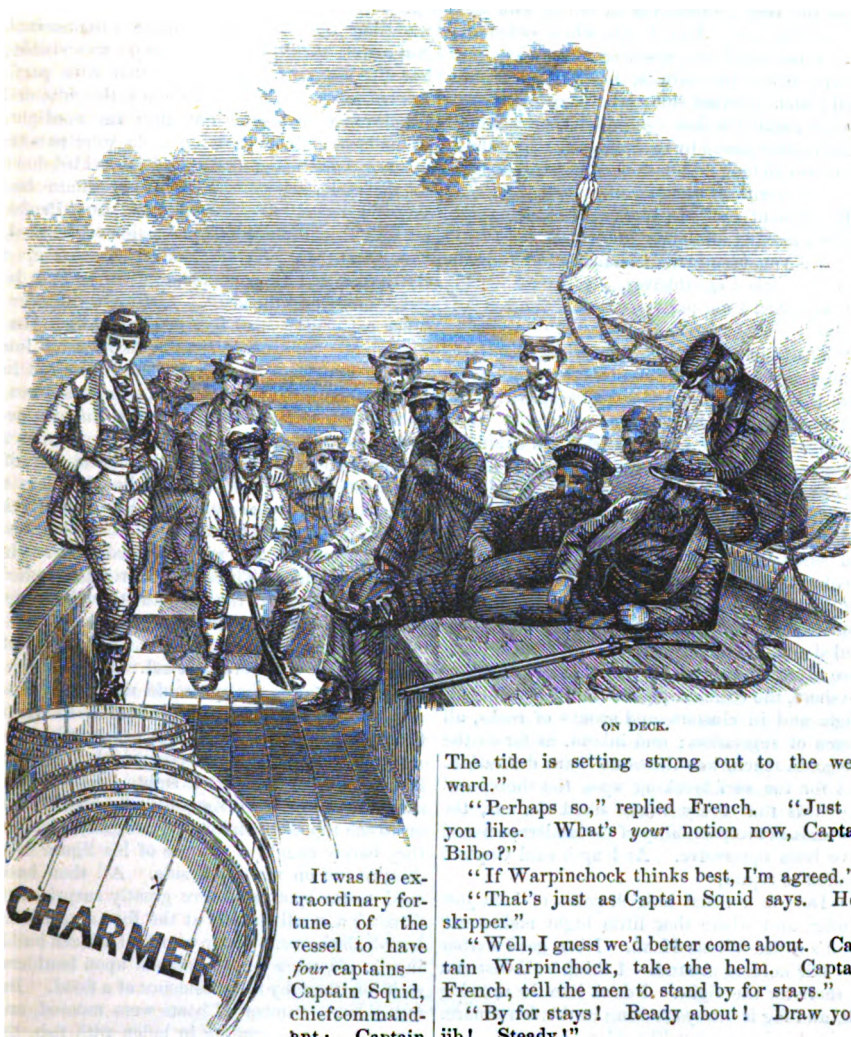 ON DECK.
CHARMER
It was the ex-
traordinary for-
tune of the
vessel to have
four captains—
Captain Squid,
chiefcommand-
ant; Captain
The tide is setting strong out to the we
ward."
"Perhaps so," replied French. "Just
you like. What's your notion now, Capta
Bilbo?"
"If Warpinchock thinks best, I'm agreed."
"That's just as Captain Squid says. He
skipper."
"Well, I guess we'd better come about. Ca
tain Warpinchock, take the helm. Capta
French, tell the men to stand by for stays."
"By for stays! Ready about! Draw yo
jib! Steady!"